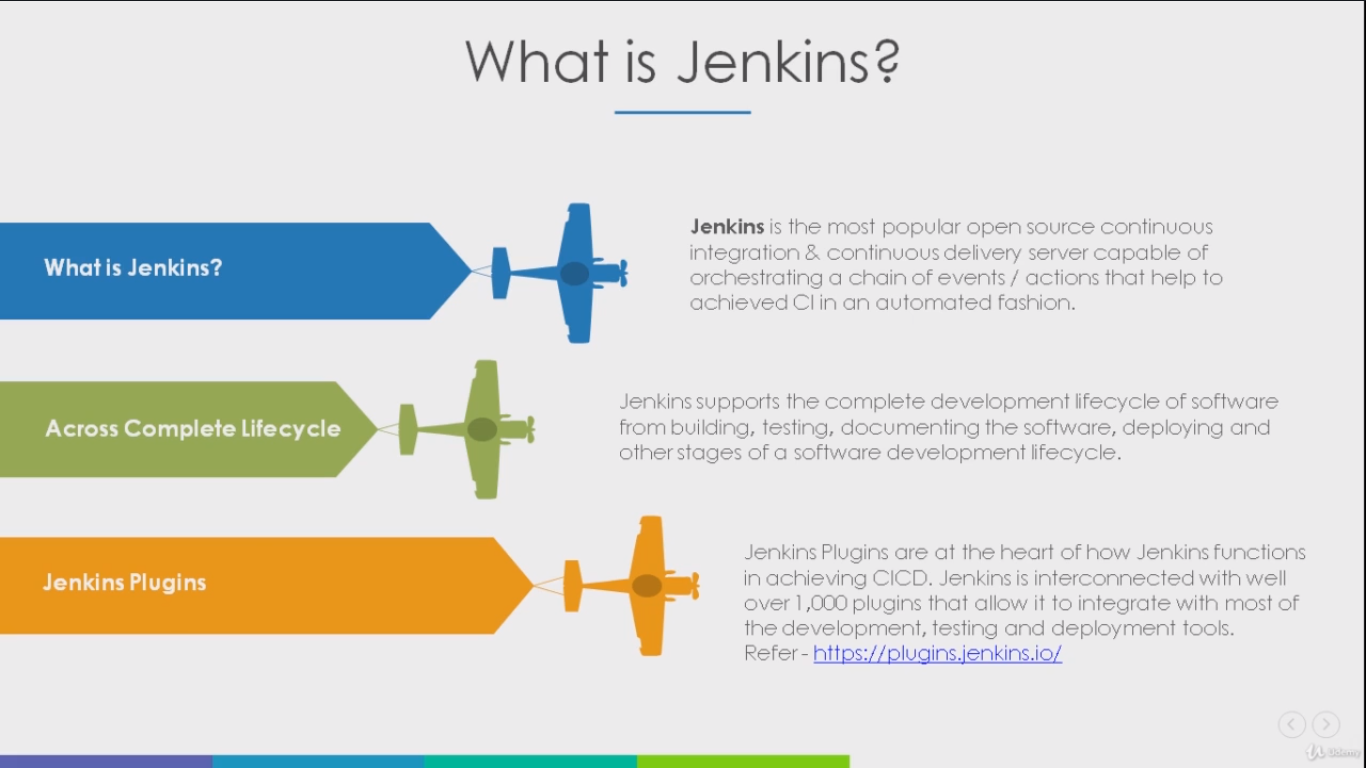 What is Jenkins?
What is Jenkins?
Jenkins is the most popular open source continuous
integration & continuous delivery server capable of
orchestrating a chain of events / actions that help to
achieved CI in an automated fashion.
Across Complete Lifecycle
Jenkins supports the complete development lifecycle of software
from building, testing, documenting the software, deploying and
other stages of a software development lifecycle.
Jenkins Plugins
Jenkins Plugins are at the heart of how Jenkins functions
in achieving CICD. Jenkins is interconnected with well
over 1,000 plugins that allow it to integrate with most of
the development, testing and deployment tools.
Refer - https://plugins.jenkins.io/
Udemy